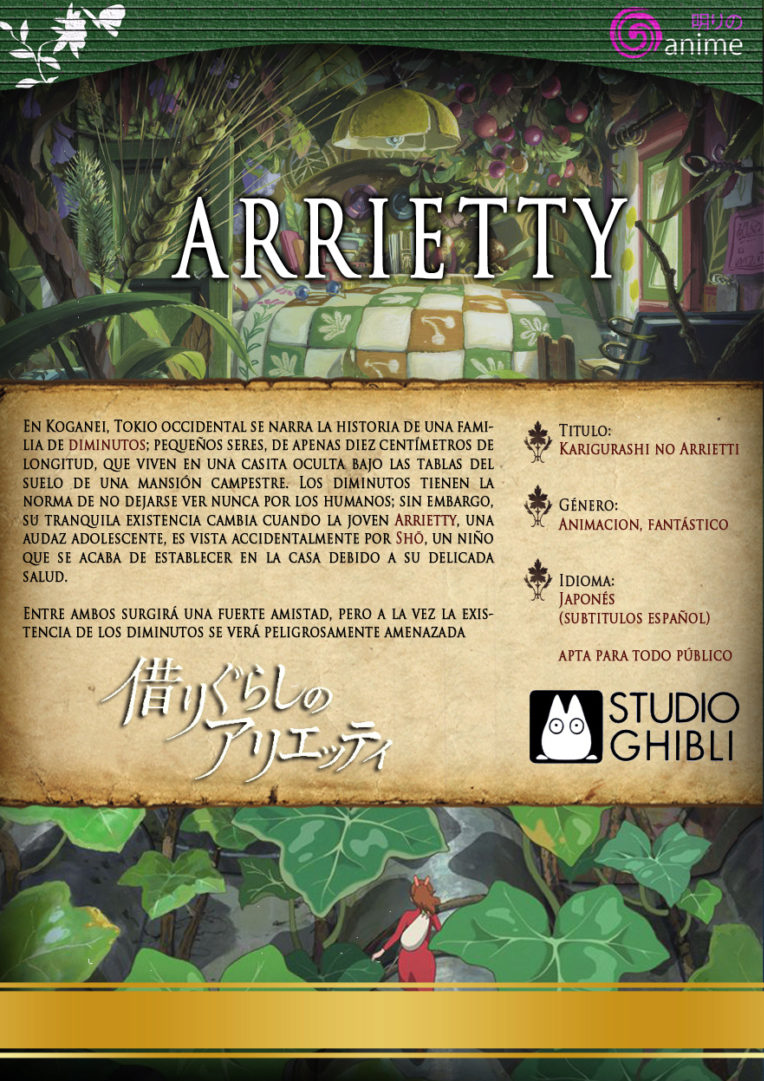 明りの
anime
ARRIETTY
En Koganei, Tokio occidental se narra la historia de una fami-
lia de diminutos; pequeños seres, de apenas diez centímetros de
longitud, que viven en una casita oculta bajo las tablas del
suelo de una mansión campestre. Los diminutos tienen la
norma de no dejarse ver nunca por los humanos; sin embargo,
su tranquila existencia cambia cuando la joven Arrietty, una
audaz adolescente, es vista accidentalmente por Shō, un niño
que se acaba de establecer en la casa debido a su delicada
salud.
Entre ambos surgirá una fuerte amistad, pero a la vez la exis-
tencia de los diminutos se verá peligrosamente amenazada
借りぐらしの
アリエッティ
Titulo:
Karigurashi no Arrietti
Género:
Animacion, fantástico
Idioma:
Japonés
(subtitulos español)
apta para todo público
STUDIO
GHIBLI